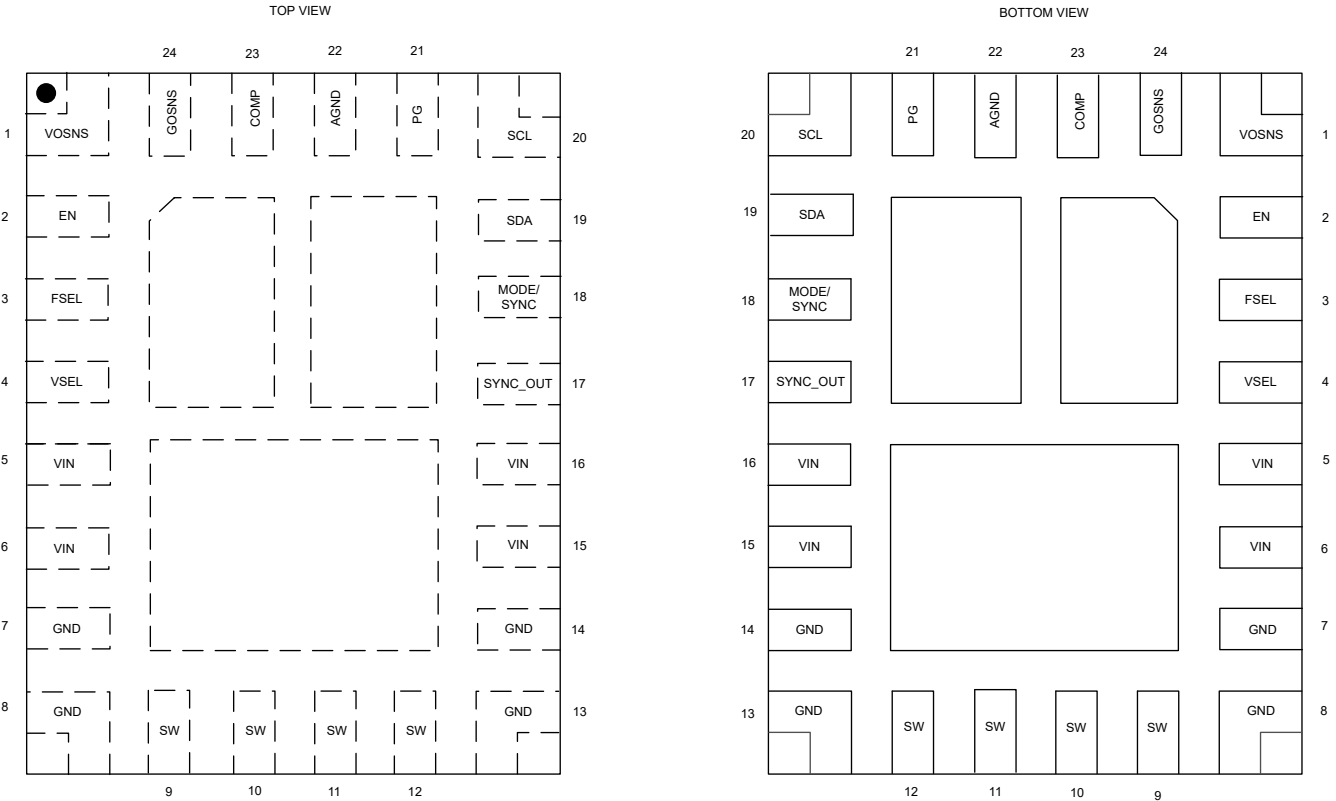 TOP VIEW
24 23 22 21
GOSNS COMP AGND PG
1 VOSNS SCL 20
2 EN SDA 19
3 FSEL MODE/
SYNC 18
4 VSEL SYNC_OUT 17
5 VIN VIN 16
6 VIN VIN 15
7 GND GND 14
8 GND GND 13
SW SW SW SW
9 10 11 12
BOTTOM VIEW
21 22 23 24
PG AGND COMP GOSNS
20 SCL VOSNS 1
19 SDA EN 2
18 MODE/
SYNC FSEL 3
17 SYNC_OUT VSEL 4
16 VIN VIN 5
15 VIN VIN 6
14 GND GND 7
13 GND GND 8
SW SW SW SW
12 11 10 9